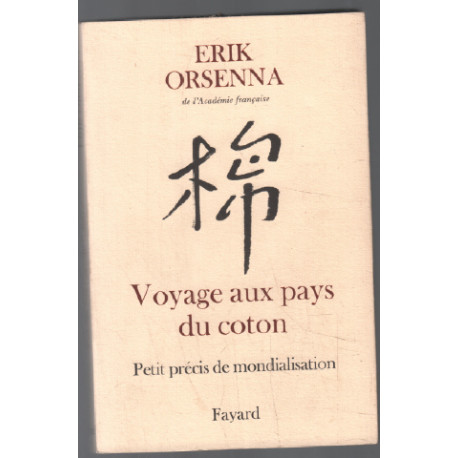 ERIK
ORSENNA
de l'Académie française
棉
Voyage aux pays
du coton
Petit précis de mondialisation
Fayard